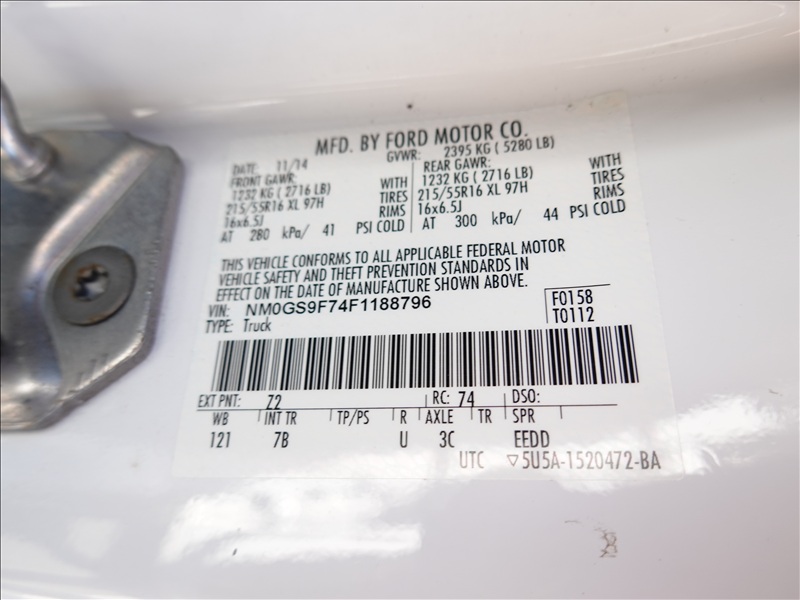 MFD. BY FORD MOTOR CO.
DATE: 11/14 GVWR: 2395 KG ( 5280 LB)
FRONT GAWR: REAR GAWR:
1232 KG ( 2716 LB) WITH 1232 KG ( 2716 LB) WITH
215/55R16 XL 97H TIRES 215/55R16 XL 97H TIRES
16x6.5J RIMS 16x6.5J RIMS
AT 280 kPa/ 41 PSI COLD AT 300 kPa/ 44 PSI COLD
THIS VEHICLE CONFORMS TO ALL APPLICABLE FEDERAL MOTOR
VEHICLE SAFETY AND THEFT PREVENTION STANDARDS IN
EFFECT ON THE DATE OF MANUFACTURE SHOWN ABOVE.
VIN: NM0GS9F74F1188796 F0158
TYPE: Truck T0112
EXT PNT: Z2 RC: 74 DSO:
WB INT TR TP/PS R AXLE TR SPR
121 7B U 3C EEDD
UTC ▽5U5A-1520472-BA